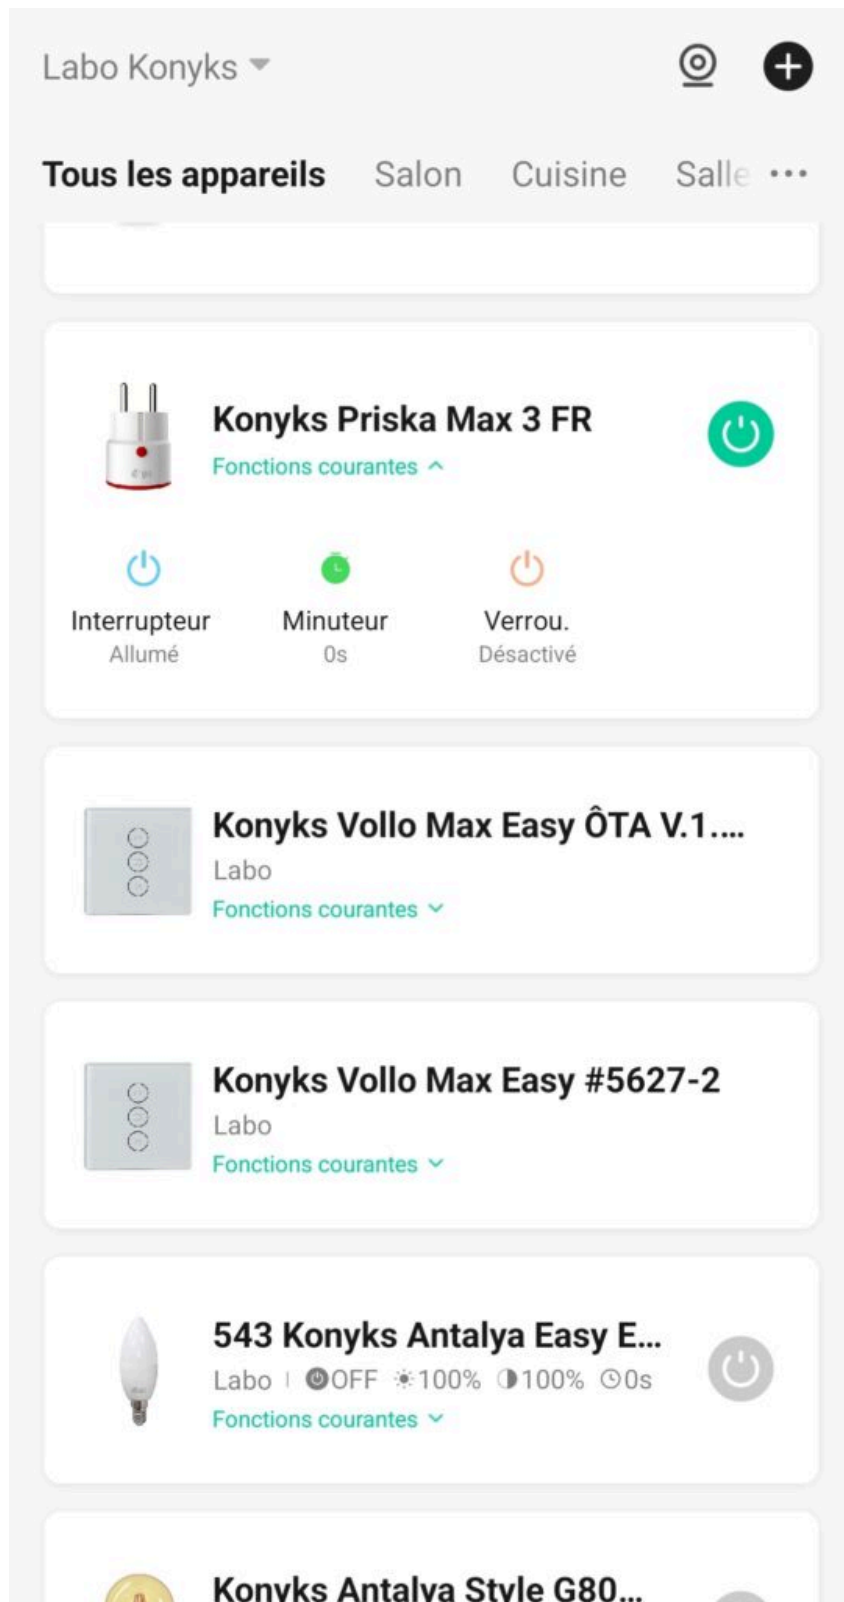 Labo Konyks
Tous les appareils Salon Cuisine Salle
Konyks Priska Max 3 FR
Fonctions courantes
Interrupteur Minuteur Verrou.
Allumé 0s Désactivé
Konyks Vollo Max Easy ÔTA V.1....
Labo
Fonctions courantes
Konyks Vollo Max Easy #5627-2
Labo
Fonctions courantes
543 Konyks Antalya Easy E...
Labo OFF 100% 100% 0s
Fonctions courantes
Konyks Antalya Style G80...